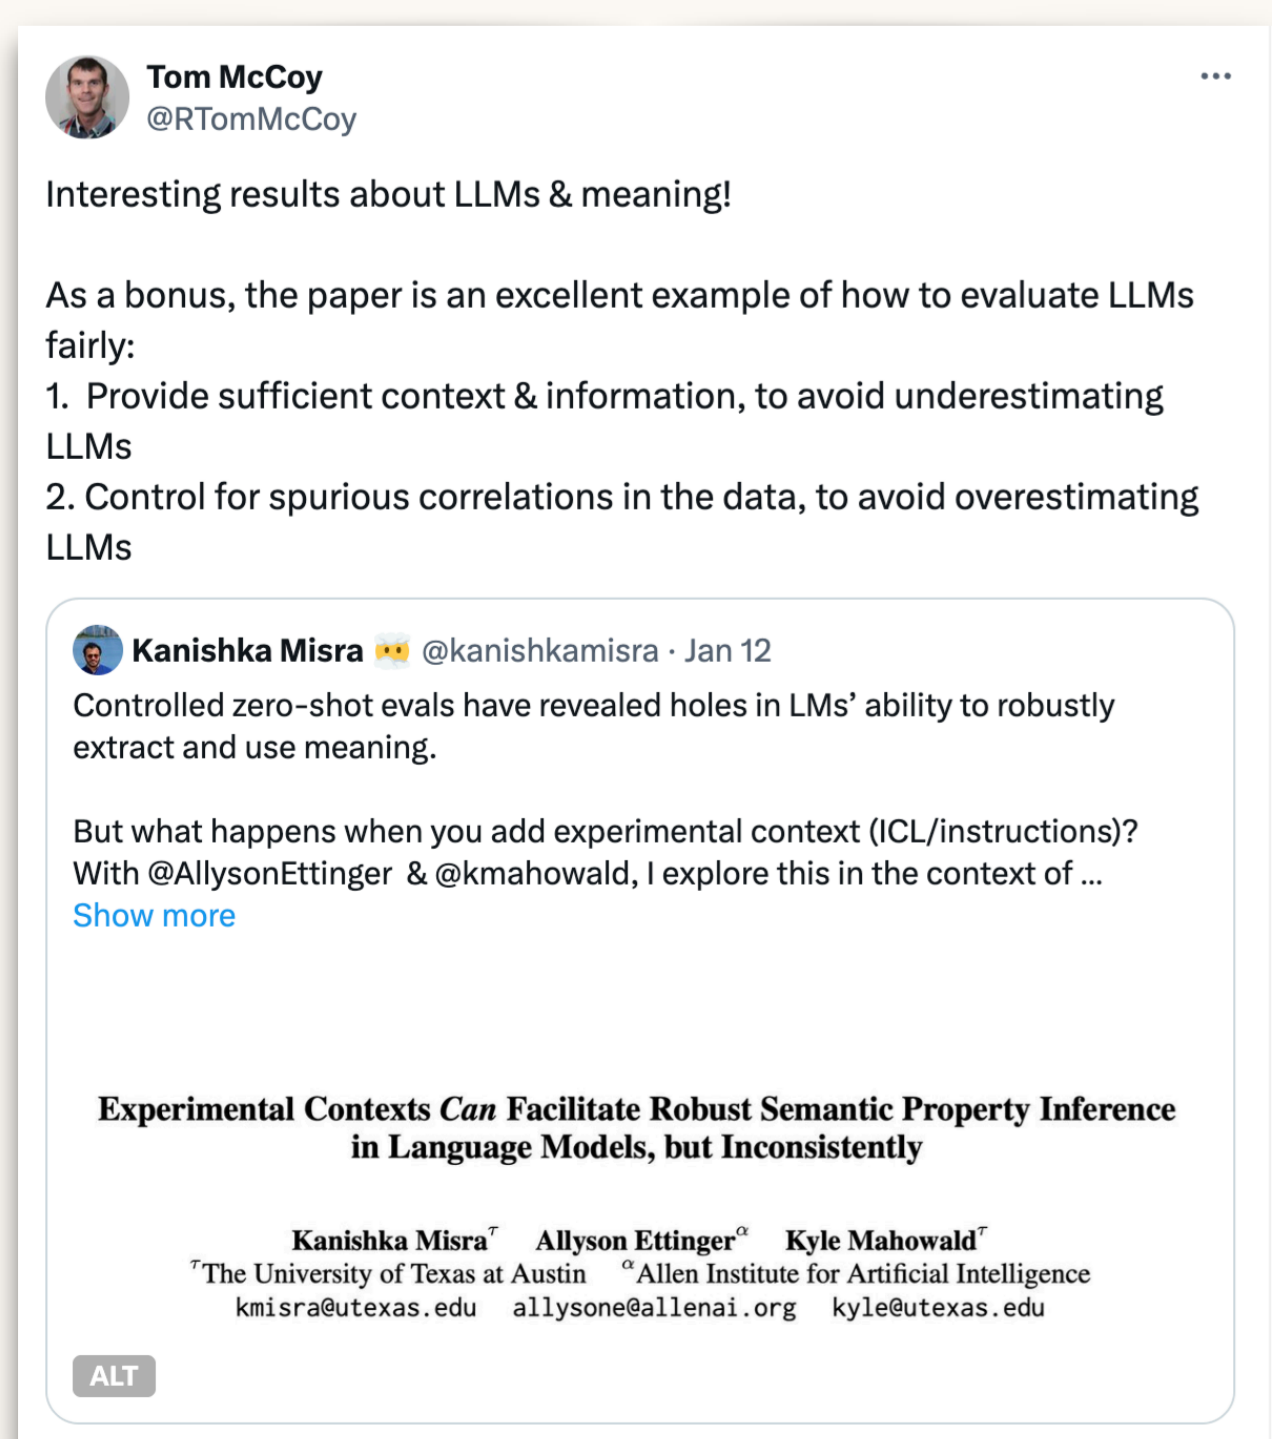 Tom McCoy
@RTomMcCoy
Interesting results about LLMs & meaning!
As a bonus, the paper is an excellent example of how to evaluate LLMs
fairly:
1.  Provide sufficient context & information, to avoid underestimating
LLMs
2. Control for spurious correlations in the data, to avoid overestimating
LLMs
Kanishka Misra 😶‍🌫️ @kanishkamisra · Jan 12
Controlled zero-shot evals have revealed holes in LMs’ ability to robustly
extract and use meaning.
But what happens when you add experimental context (ICL/instructions)?
With @AllysonEttinger  & @kmahowald, I explore this in the context of ...
Show more
Experimental Contexts Can Facilitate Robust Semantic Property Inference
in Language Models, but Inconsistently
Kanishka Misraᵀ Allyson Ettingerᵅ Kyle Mahowaldᵀ
ᵀThe University of Texas at Austin ᵅAllen Institute for Artificial Intelligence
kmisra@utexas.edu allysone@allenai.org kyle@utexas.edu
ALT